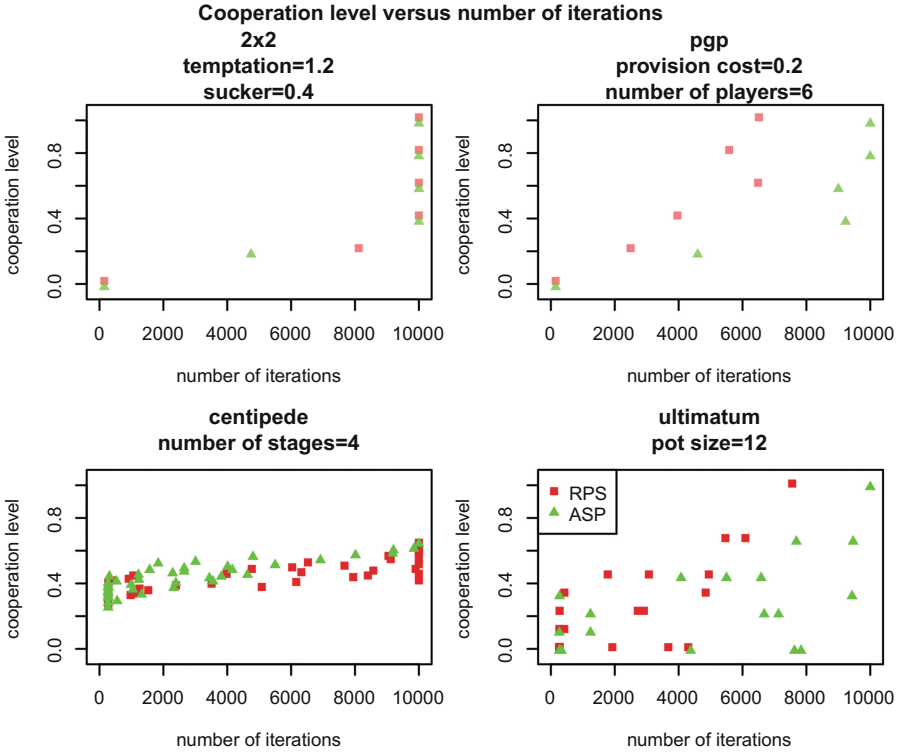 Cooperation level versus number of iterations
2x2
temptation=1.2
sucker=0.4
cooperation level
0.0 0.4 0.8
0 2000 4000 6000 8000 10000
number of iterations
pgp
provision cost=0.2
number of players=6
cooperation level
0.0 0.4 0.8
0 2000 4000 6000 8000 10000
number of iterations
centipede
number of stages=4
cooperation level
0.0 0.4 0.8
0 2000 4000 6000 8000 10000
number of iterations
ultimatum
pot size=12
RPS
ASP
cooperation level
0.0 0.4 0.8
0 2000 4000 6000 8000 10000
number of iterations